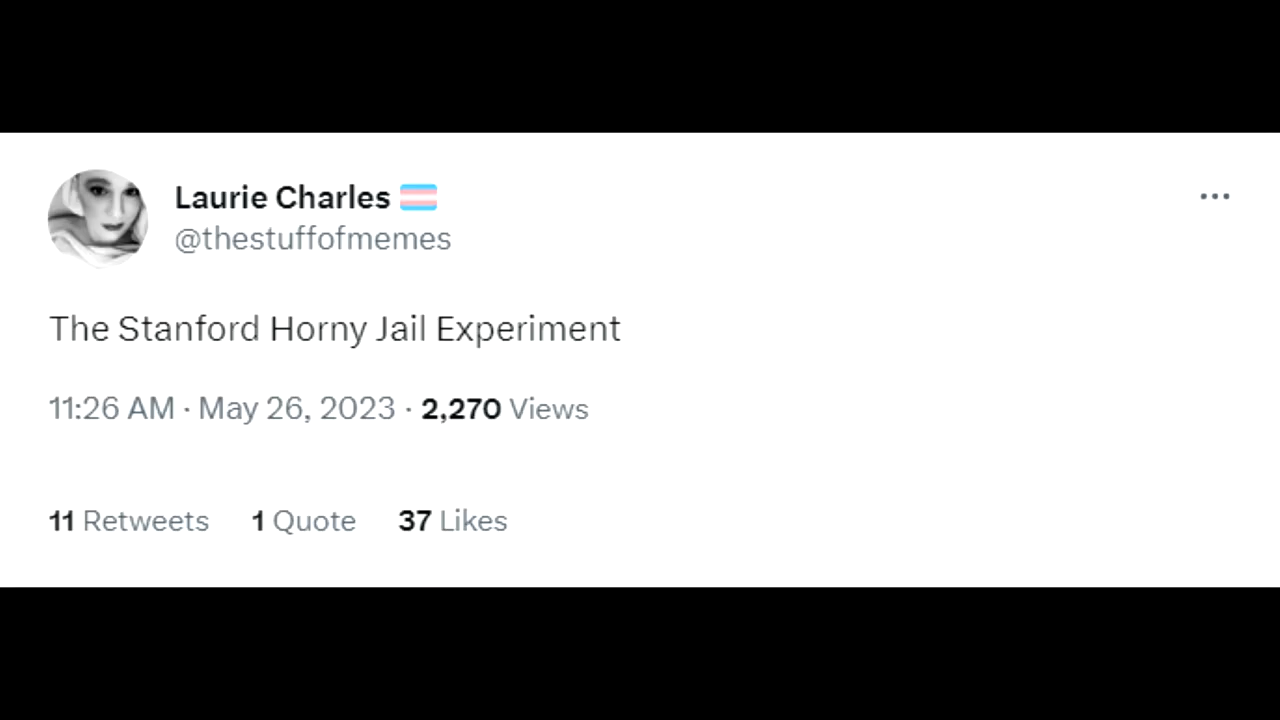 Laurie Charles
@thestuffofmemes
The Stanford Horny Jail Experiment
11:26 AM · May 26, 2023 · 2,270 Views
11 Retweets 1 Quote 37 Likes